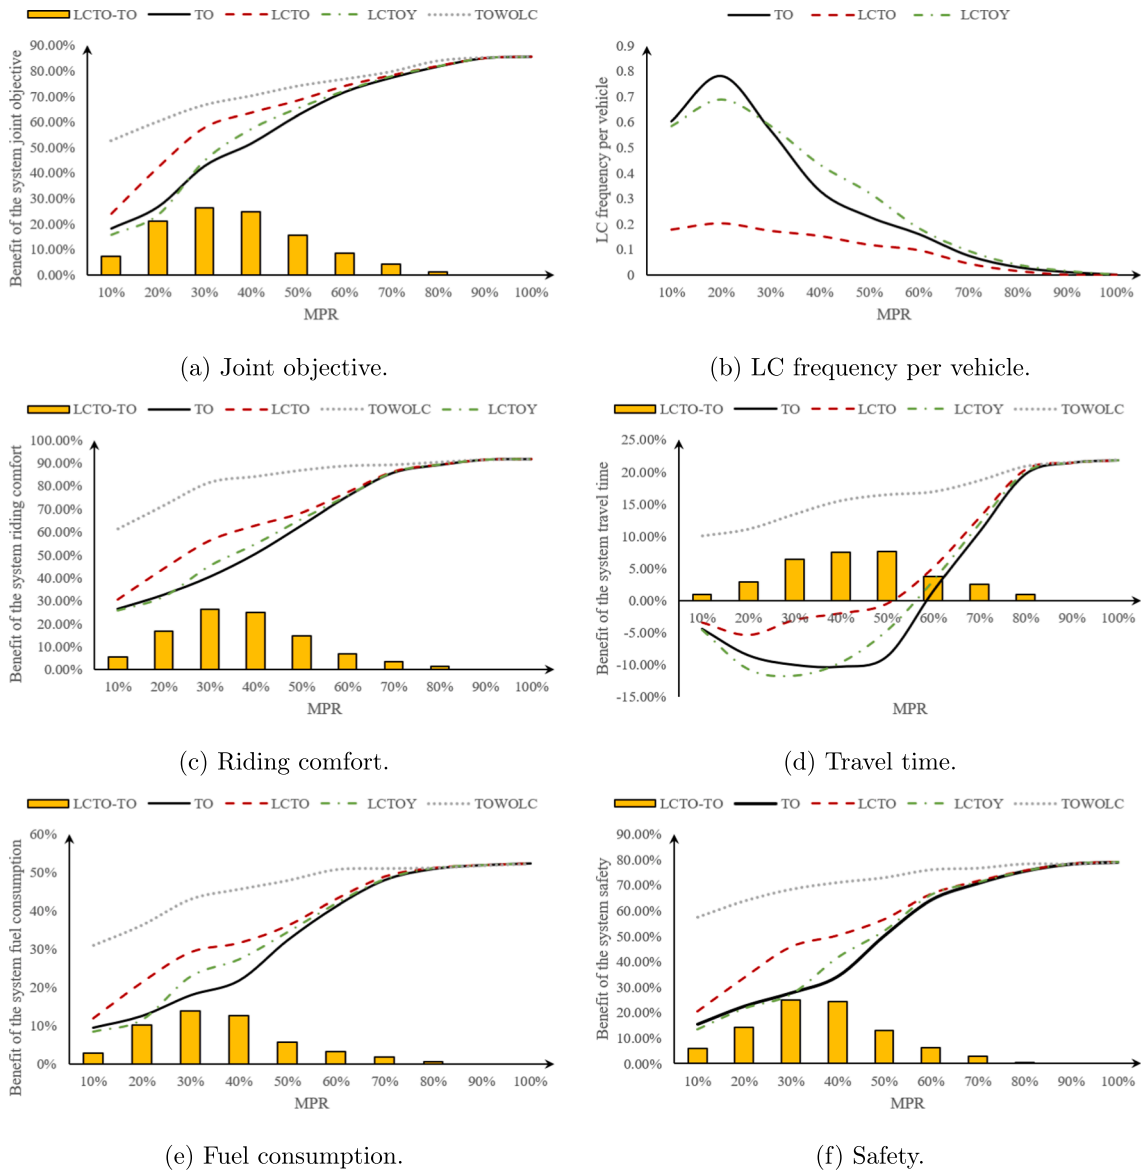 LCTO-TO TO LCTO LCTOY TOWOLC
Benefit of the system joint objective
90.00%
80.00%
70.00%
60.00%
50.00%
40.00%
30.00%
20.00%
10.00%
0.00%
10% 20% 30% 40% 50% 60% 70% 80% 90% 100%
MPR
(a) Joint objective.
TO LCTO LCTOY
LC frequency per vehicle
0.9
0.8
0.7
0.6
0.5
0.4
0.3
0.2
0.1
0
10% 20% 30% 40% 50% 60% 70% 80% 90% 100%
MPR
(b) LC frequency per vehicle.
LCTO-TO TO LCTO TOWOLC LCTOY
Benefit of the system riding comfort
100.00%
90.00%
80.00%
70.00%
60.00%
50.00%
40.00%
30.00%
20.00%
10.00%
0.00%
10% 20% 30% 40% 50% 60% 70% 80% 90% 100%
MPR
(c) Riding comfort.
LCTO-TO TO LCTO LCTOY TOWOLC
Benefit of the system travel time
25.00%
20.00%
15.00%
10.00%
5.00%
0.00%
-5.00%
-10.00%
-15.00%
10% 20% 30% 40% 50% 60% 70% 80% 90% 100%
MPR
(d) Travel time.
LCTO-TO TO LCTO LCTOY TOWOLC
Benefit of the system fuel consumption
60%
50%
40%
30%
20%
10%
0%
10% 20% 30% 40% 50% 60% 70% 80% 90% 100%
MPR
(e) Fuel consumption.
LCTO-TO TO LCTO LCTOY TOWOLC
Benefit of the system safety
90.00%
80.00%
70.00%
60.00%
50.00%
40.00%
30.00%
20.00%
10.00%
0.00%
10% 20% 30% 40% 50% 60% 70% 80% 90% 100%
MPR
(f) Safety.